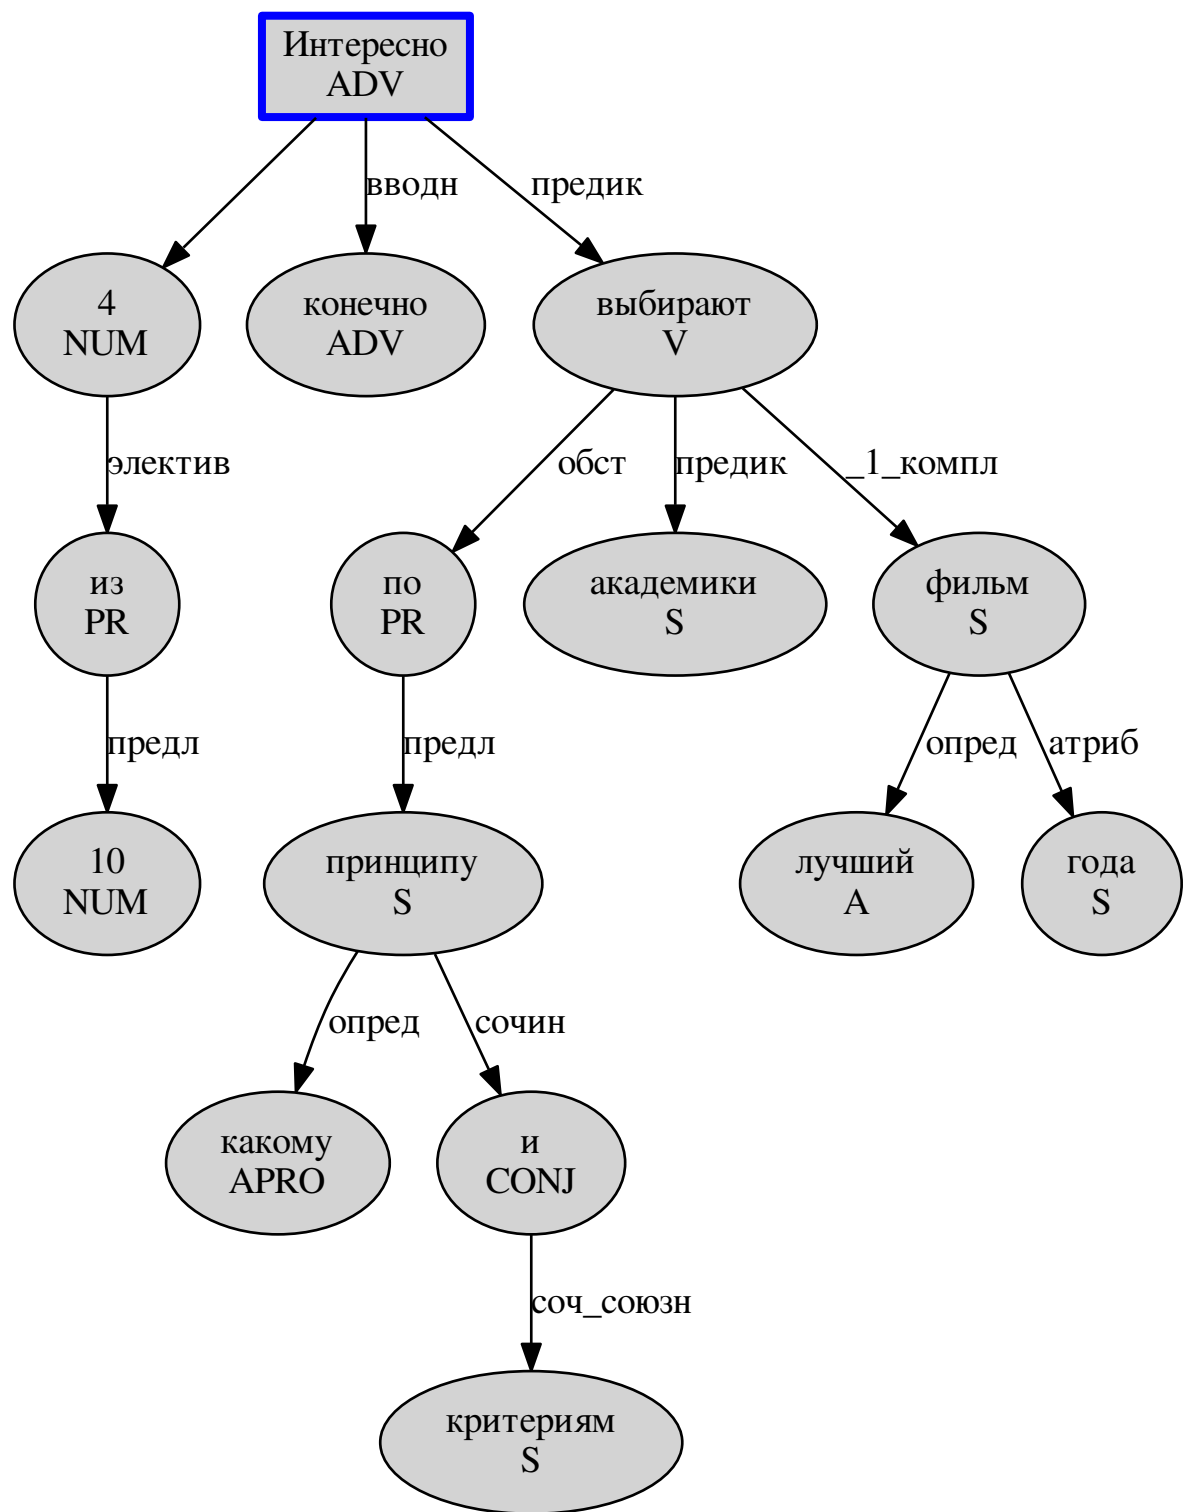 Интересно
ADV
вводн
предик
4
NUM
конечно
ADV
выбирают
V
электив
обст
предик
_1_компл
из
PR
по
PR
академики
S
фильм
S
предл
предл
опред
атриб
10
NUM
принципу
S
лучший
A
года
S
опред
сочин
какому
APRO
и
CONJ
соч_союзн
критериям
S